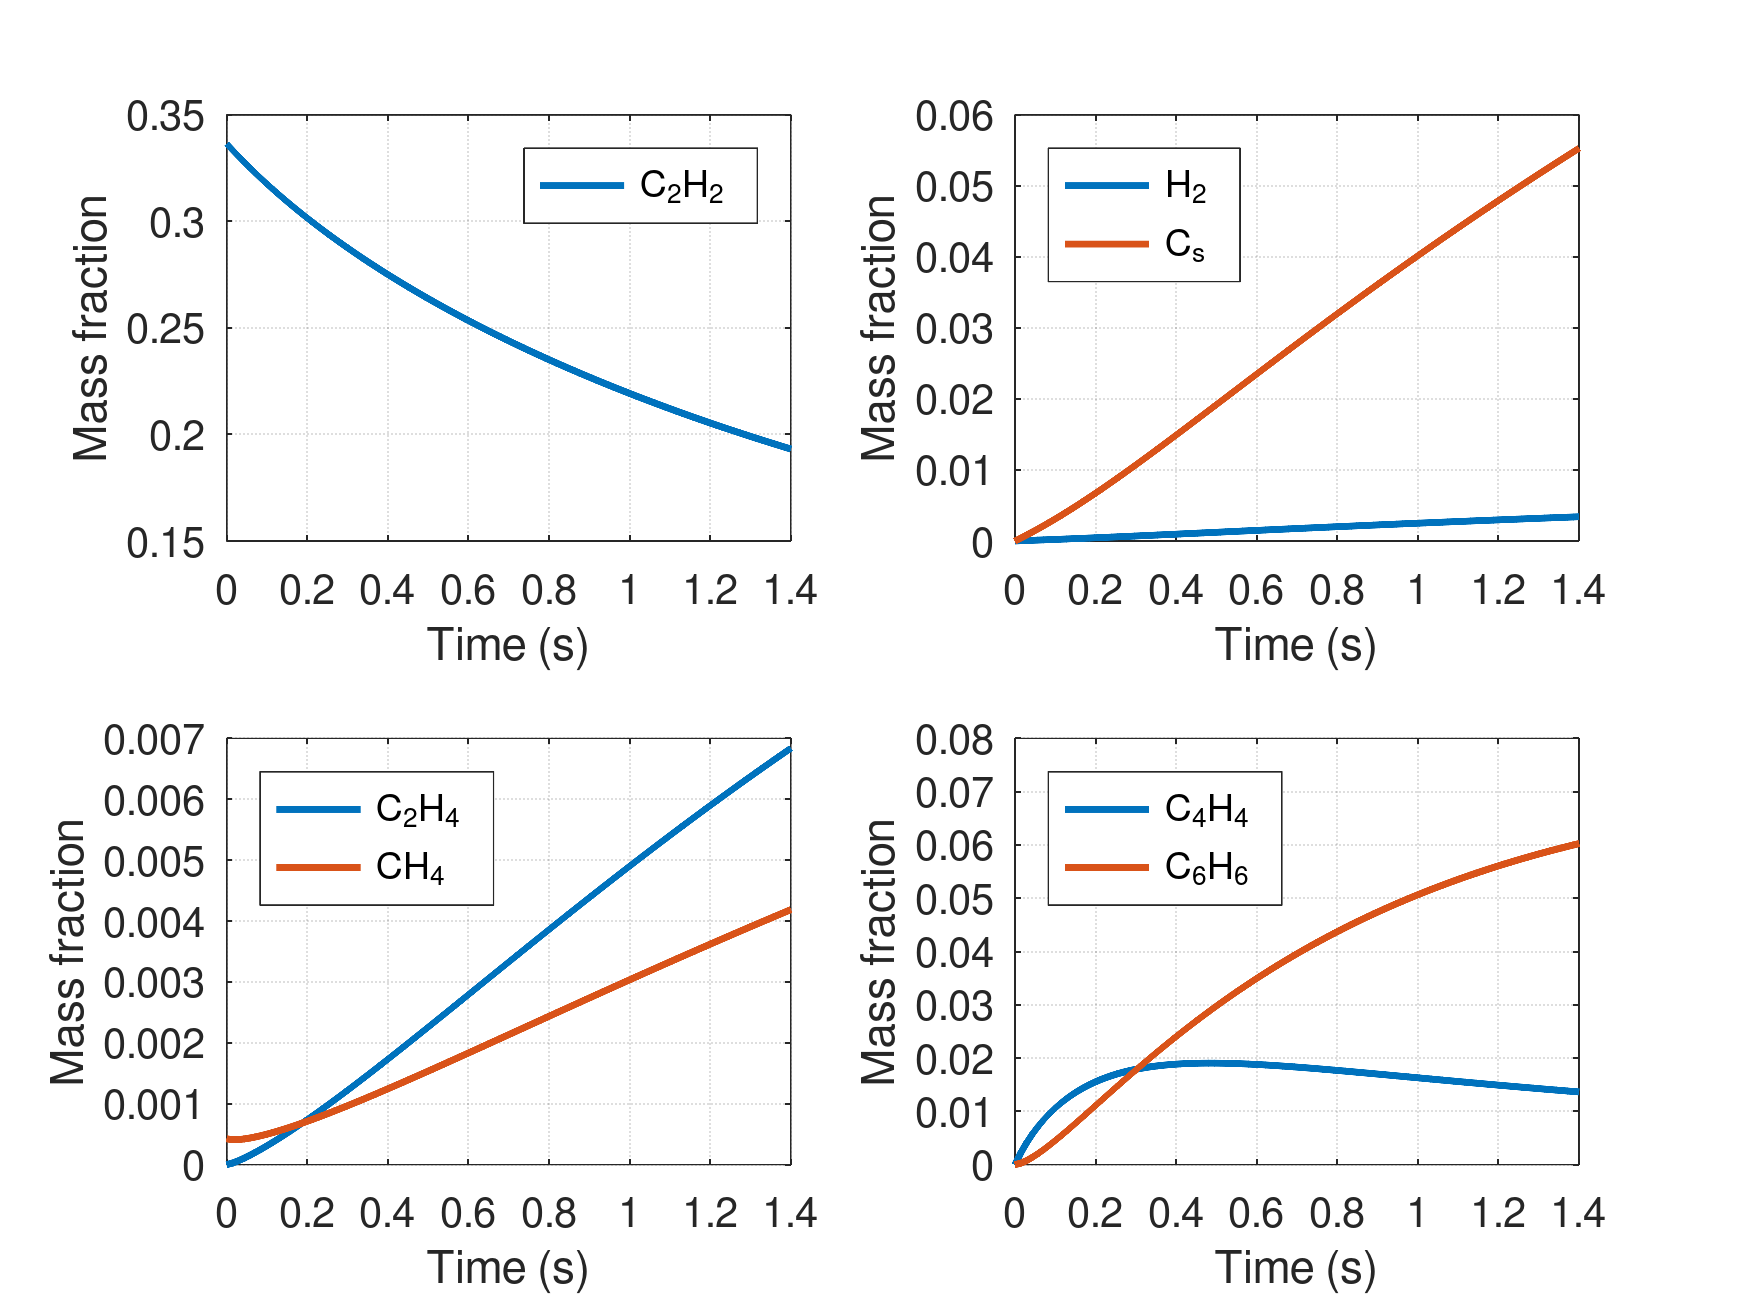 0.35
0.3
0.25
0.2
0.15
Mass fraction
C₂H₂
0 0.2 0.4 0.6 0.8 1 1.2 1.4
Time (s)
0.06
0.05
0.04
0.03
0.02
0.01
0
Mass fraction
H₂
Cₛ
0 0.2 0.4 0.6 0.8 1 1.2 1.4
Time (s)
0.007
0.006
0.005
0.004
0.003
0.002
0.001
0
Mass fraction
C₂H₄
CH₄
0 0.2 0.4 0.6 0.8 1 1.2 1.4
Time (s)
0.08
0.07
0.06
0.05
0.04
0.03
0.02
0.01
0
Mass fraction
C₄H₄
C₆H₆
0 0.2 0.4 0.6 0.8 1 1.2 1.4
Time (s)